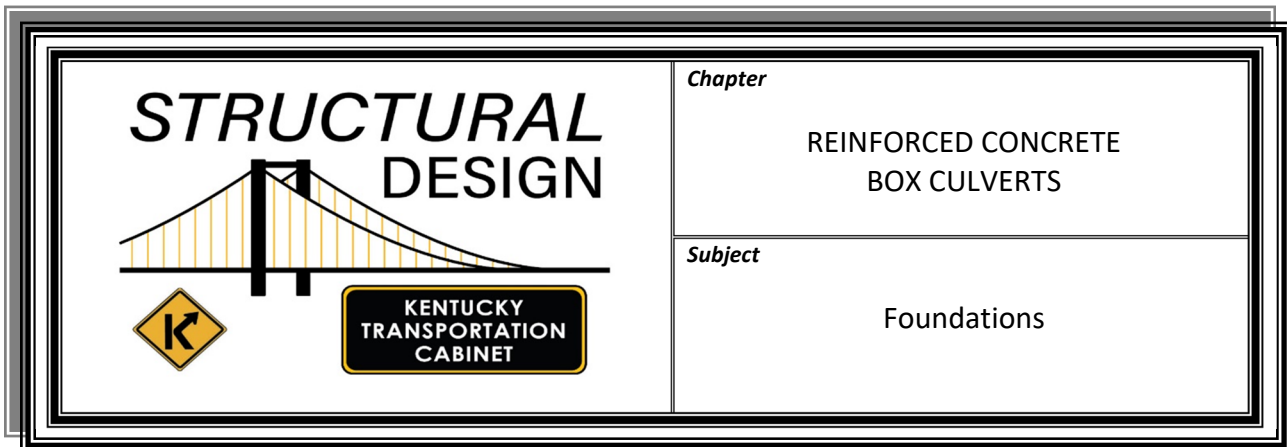 STRUCTURAL
DESIGN
KENTUCKY
TRANSPORTATION
CABINET
Chapter
REINFORCED CONCRETE
BOX CULVERTS
Subject
Foundations